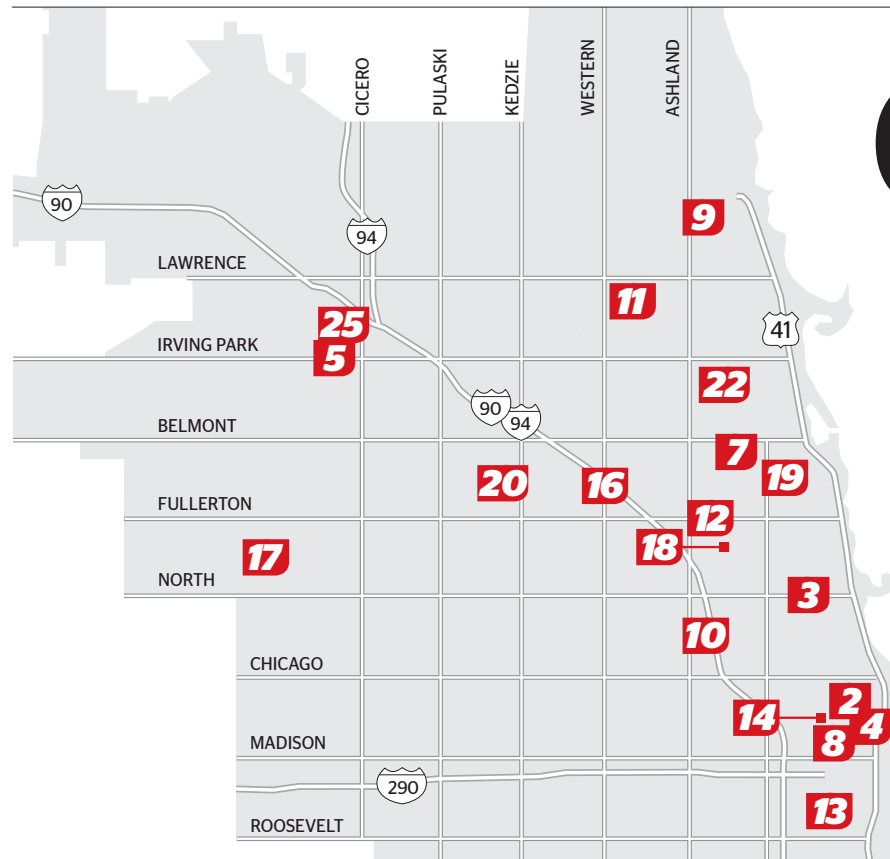 CICERO
PULASKI
KEDZIE
WESTERN
ASHLAND
90
9
94
LAWRENCE
11
25
41
IRVING PARK
5
22
90
94
BELMONT
7
19
20
16
FULLERTON
12
18
17
NORTH
3
10
CHICAGO
2
14
4
MADISON
8
290
13
ROOSEVELT